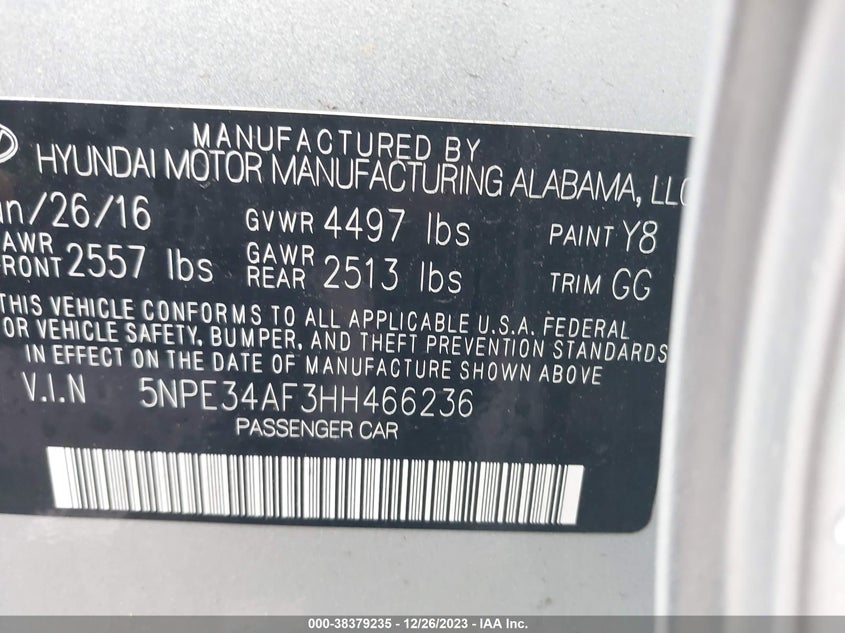 MANUFACTURED BY
HYUNDAI MOTOR MANUFACTURING ALABAMA, LLC
/26/16 GVWR 4497 lbs PAINT Y8
AWR FRONT 2557 lbs GAWR REAR 2513 lbs TRIM GG
THIS VEHICLE CONFORMS TO ALL APPLICABLE U.S.A. FEDERAL
OR VEHICLE SAFETY, BUMPER, AND THEFT PREVENTION STANDARDS
IN EFFECT ON THE DATE OF MANUFACTURE SHOWN ABOVE
V.I.N 5NPE34AF3HH466236
PASSENGER CAR
000-38379235 - 12/26/2023 - IAA Inc.